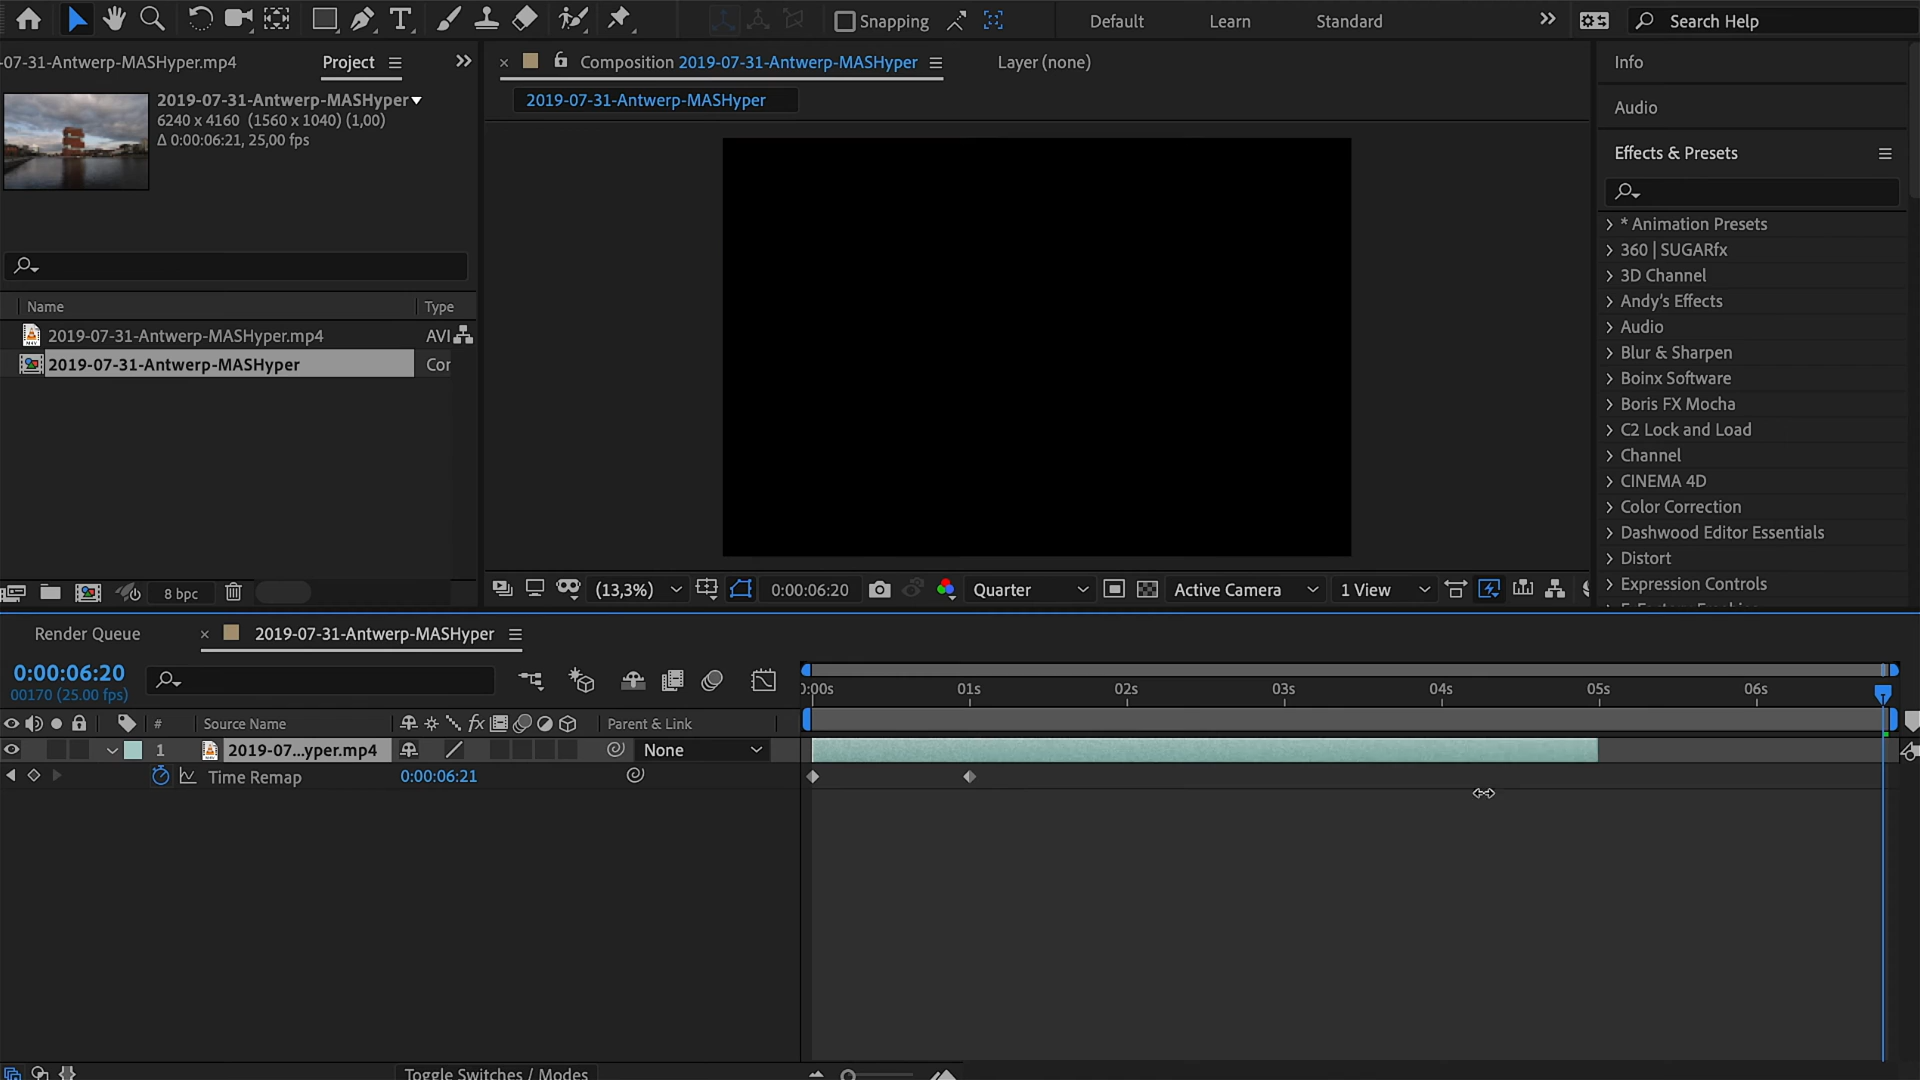 Snapping
Default
Learn
Standard
Search Help
-07-31-Antwerp-MASHyper.mp4
Project
2019-07-31-Antwerp-MASHyper
6240 x 4160 (1560 x 1040) (1,00)
Δ 0:00:06:21, 25,00 fps
Name
Type
2019-07-31-Antwerp-MASHyper.mp4
AVI
2019-07-31-Antwerp-MASHyper
Cor
8 bpc
Composition 2019-07-31-Antwerp-MASHyper
Layer (none)
2019-07-31-Antwerp-MASHyper
(13,3%)
0:00:06:20
Quarter
Active Camera
1 View
Info
Audio
Effects & Presets
* Animation Presets
360 | SUGARfx
3D Channel
Andy's Effects
Audio
Blur & Sharpen
Boinx Software
Boris FX Mocha
C2 Lock and Load
Channel
CINEMA 4D
Color Correction
Dashwood Editor Essentials
Distort
Expression Controls
Render Queue
2019-07-31-Antwerp-MASHyper
0:00:06:20
00170 (25.00 fps)
#
Source Name
fx
Parent & Link
1
2019-07...yper.mp4
None
Time Remap
0:00:06:21
):00s
01s
02s
03s
04s
05s
06s
Toggle Switches / Modes